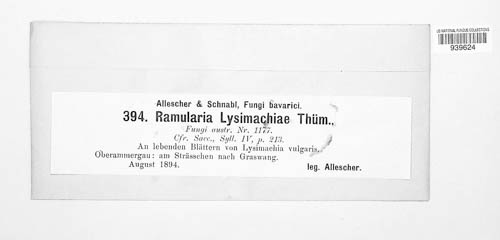 US NATIONAL FUNGUS COLLECTIONS
939624
Allescher & Schnabl, Fungi bavarici.
394. Ramularia Lysimachiae Thüm.,
Fungi austr. Nr. 1177.
Cfr. Sacc., Syll. IV, p. 213.
An lebenden Blättern von Lysimachia vulgaris.
Oberammergau: am Strässchen nach Graswang.
August 1894. leg. Allescher.